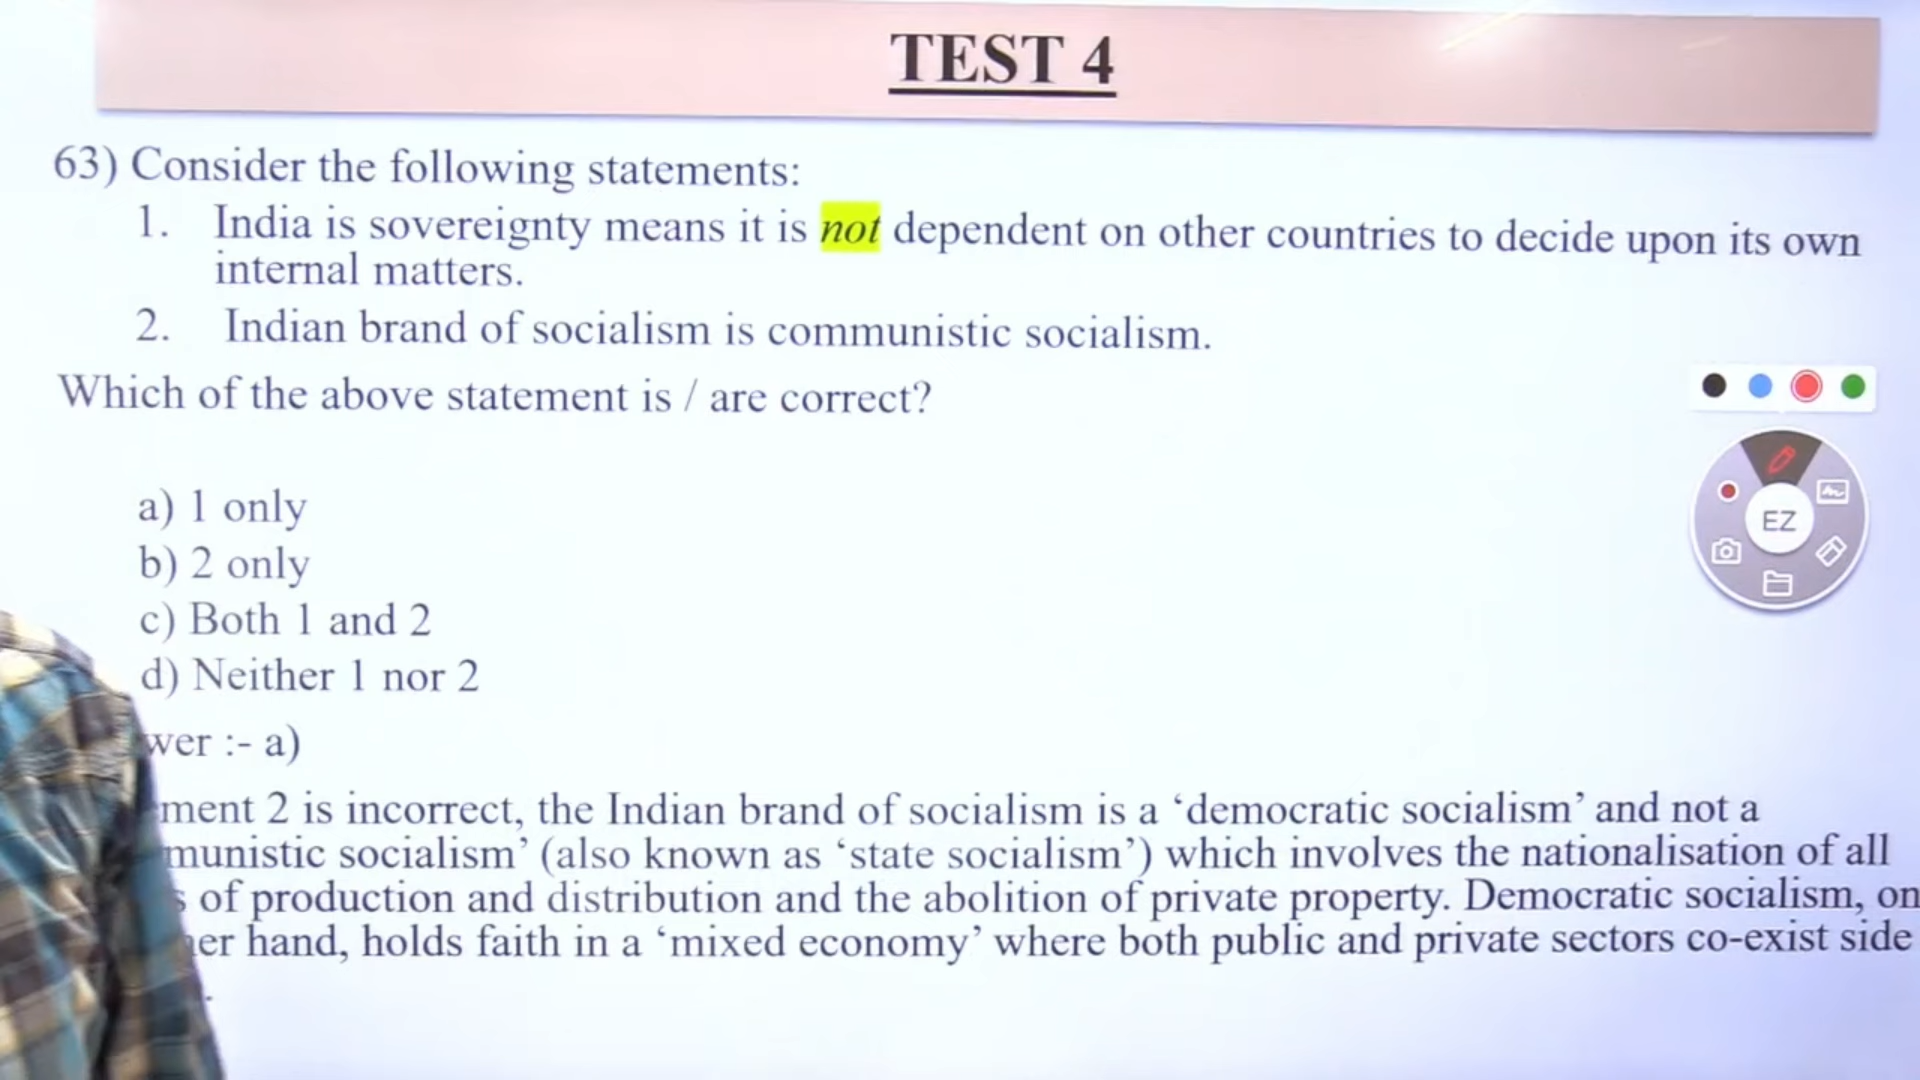 TEST 4
63) Consider the following statements:
1. India is sovereignty means it is not dependent on other countries to decide upon its own
internal matters.
2. Indian brand of socialism is communistic socialism.
Which of the above statement is / are correct?
EZ
a) 1 only
b) 2 only
c) Both 1 and 2
d) Neither 1 nor 2
wer :- a)
ment 2 is incorrect, the Indian brand of socialism is a ‘democratic socialism’ and not a
munistic socialism’ (also known as ‘state socialism’) which involves the nationalisation of all
s of production and distribution and the abolition of private property. Democratic socialism, on
er hand, holds faith in a ‘mixed economy’ where both public and private sectors co-exist side
.